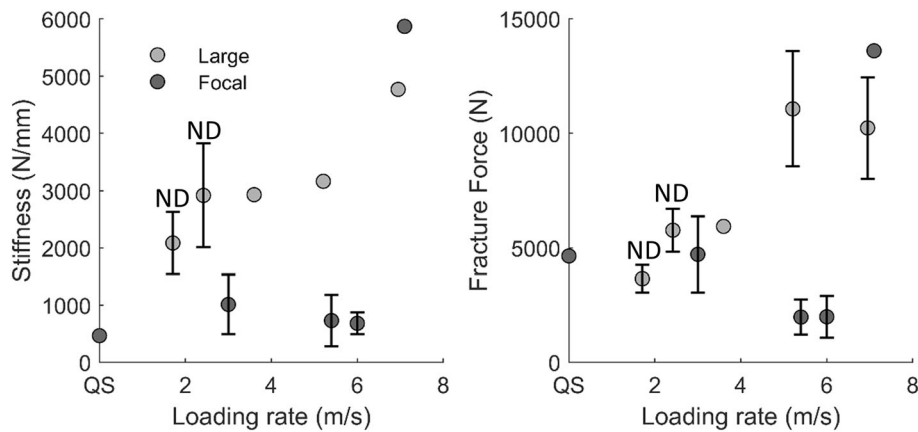 6000
5000
4000
3000
2000
1000
0
Stiffness (N/mm)
Large
Focal
ND
ND
QS 2 4 6 8
Loading rate (m/s)
15000
10000
5000
0
Fracture Force (N)
ND
ND
QS 2 4 6 8
Loading rate (m/s)